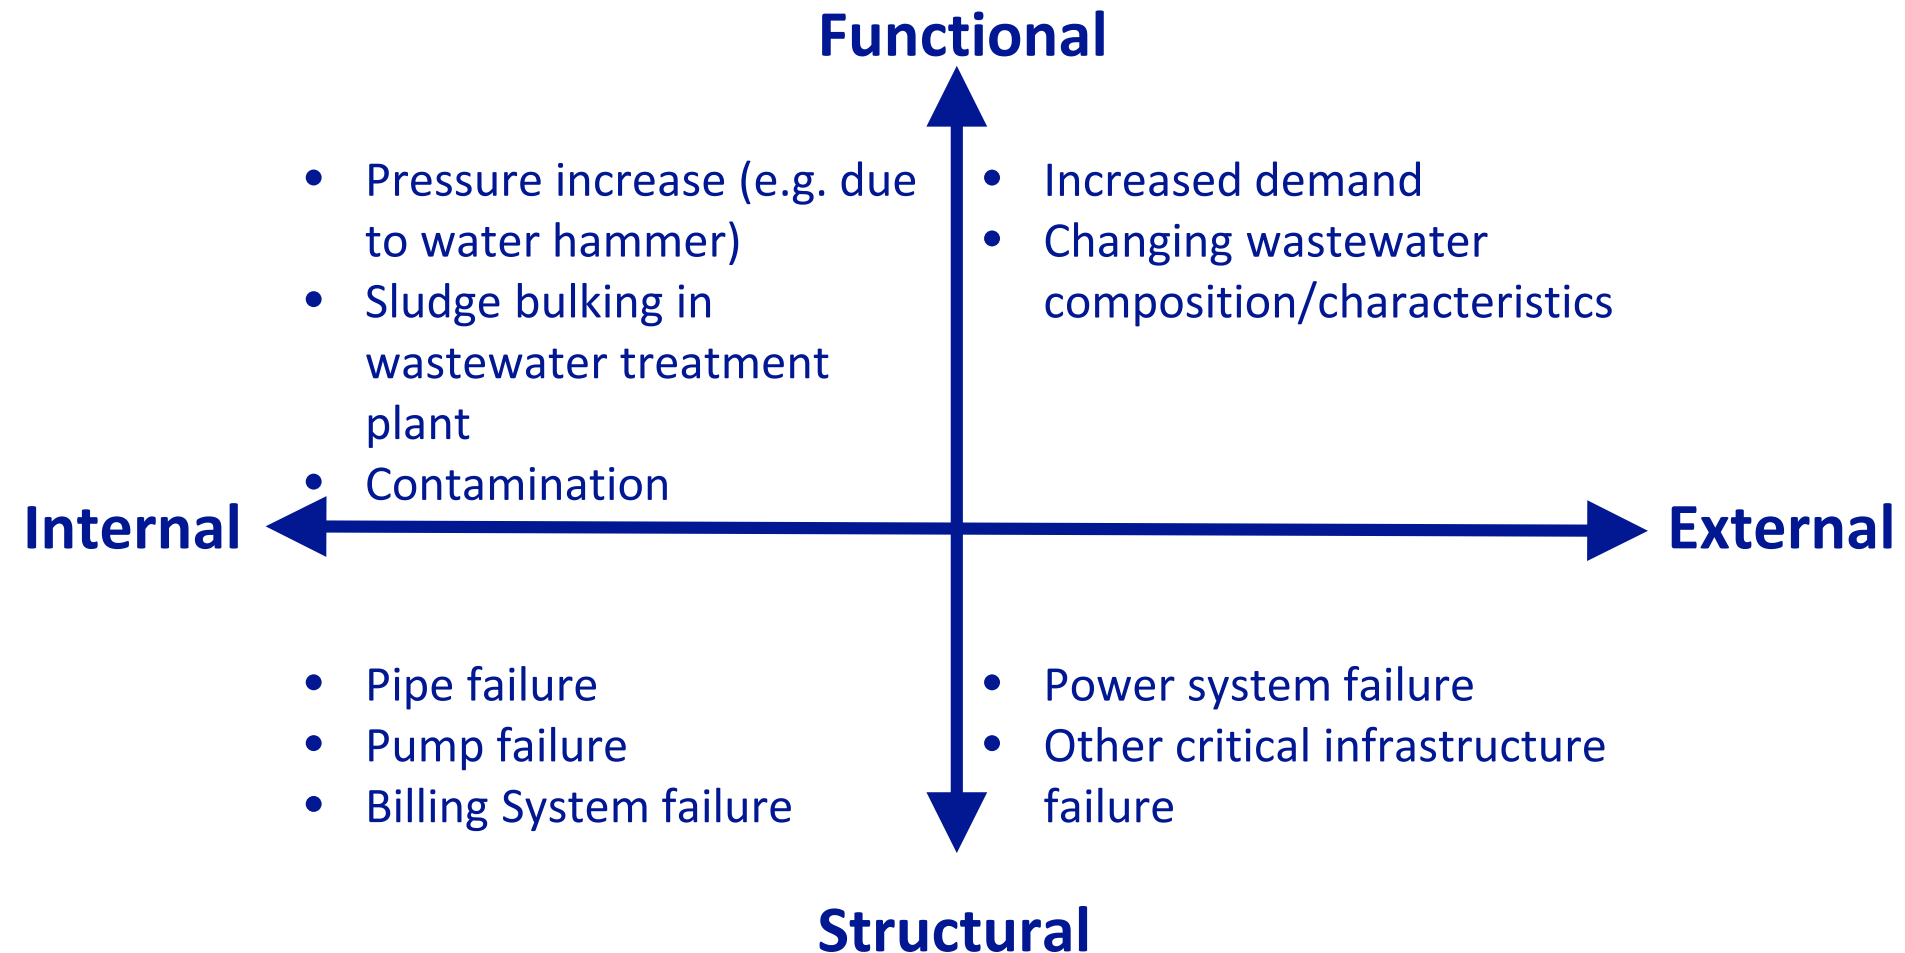 Functional
• Pressure increase (e.g. due
to water hammer)
• Sludge bulking in
wastewater treatment
plant
• Contamination
• Increased demand
• Changing wastewater
composition/characteristics
Internal
External
• Pipe failure
• Pump failure
• Billing System failure
• Power system failure
• Other critical infrastructure
failure
Structural